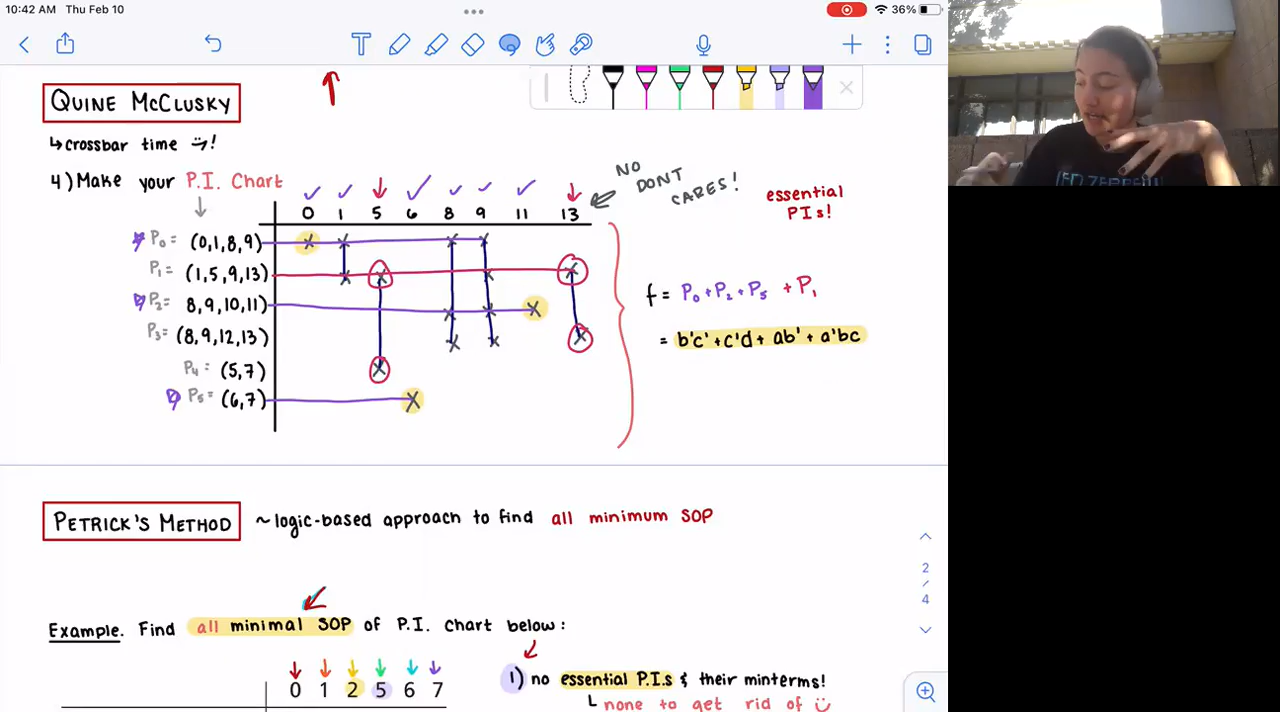 10:42 AM Thu Feb 10
36%
QUINE MCCLUSKY
↳crossbar time !
4) Make your P.I. Chart
NO DONT CARES!
essential PIs!
0 1 5 6 8 9 11 13
P0 = (0,1,8,9)
P1 = (1,5,9,13)
P2 = 8,9,10,11)
P3 = (8,9,12,13)
P4 = (5,7)
P5 = (6,7)
f = P0 + P2 + P5 + P1
= b'c' + c'd + ab' + a'bc
PETRICK'S METHOD ~ logic-based approach to find all minimum SOP
2 / 4
Example. Find all minimal SOP of P.I. Chart below:
0 1 2 5 6 7
1) no essential P.I.s & their minterms!
↳ none to get rid of
LED ZEPPELIN